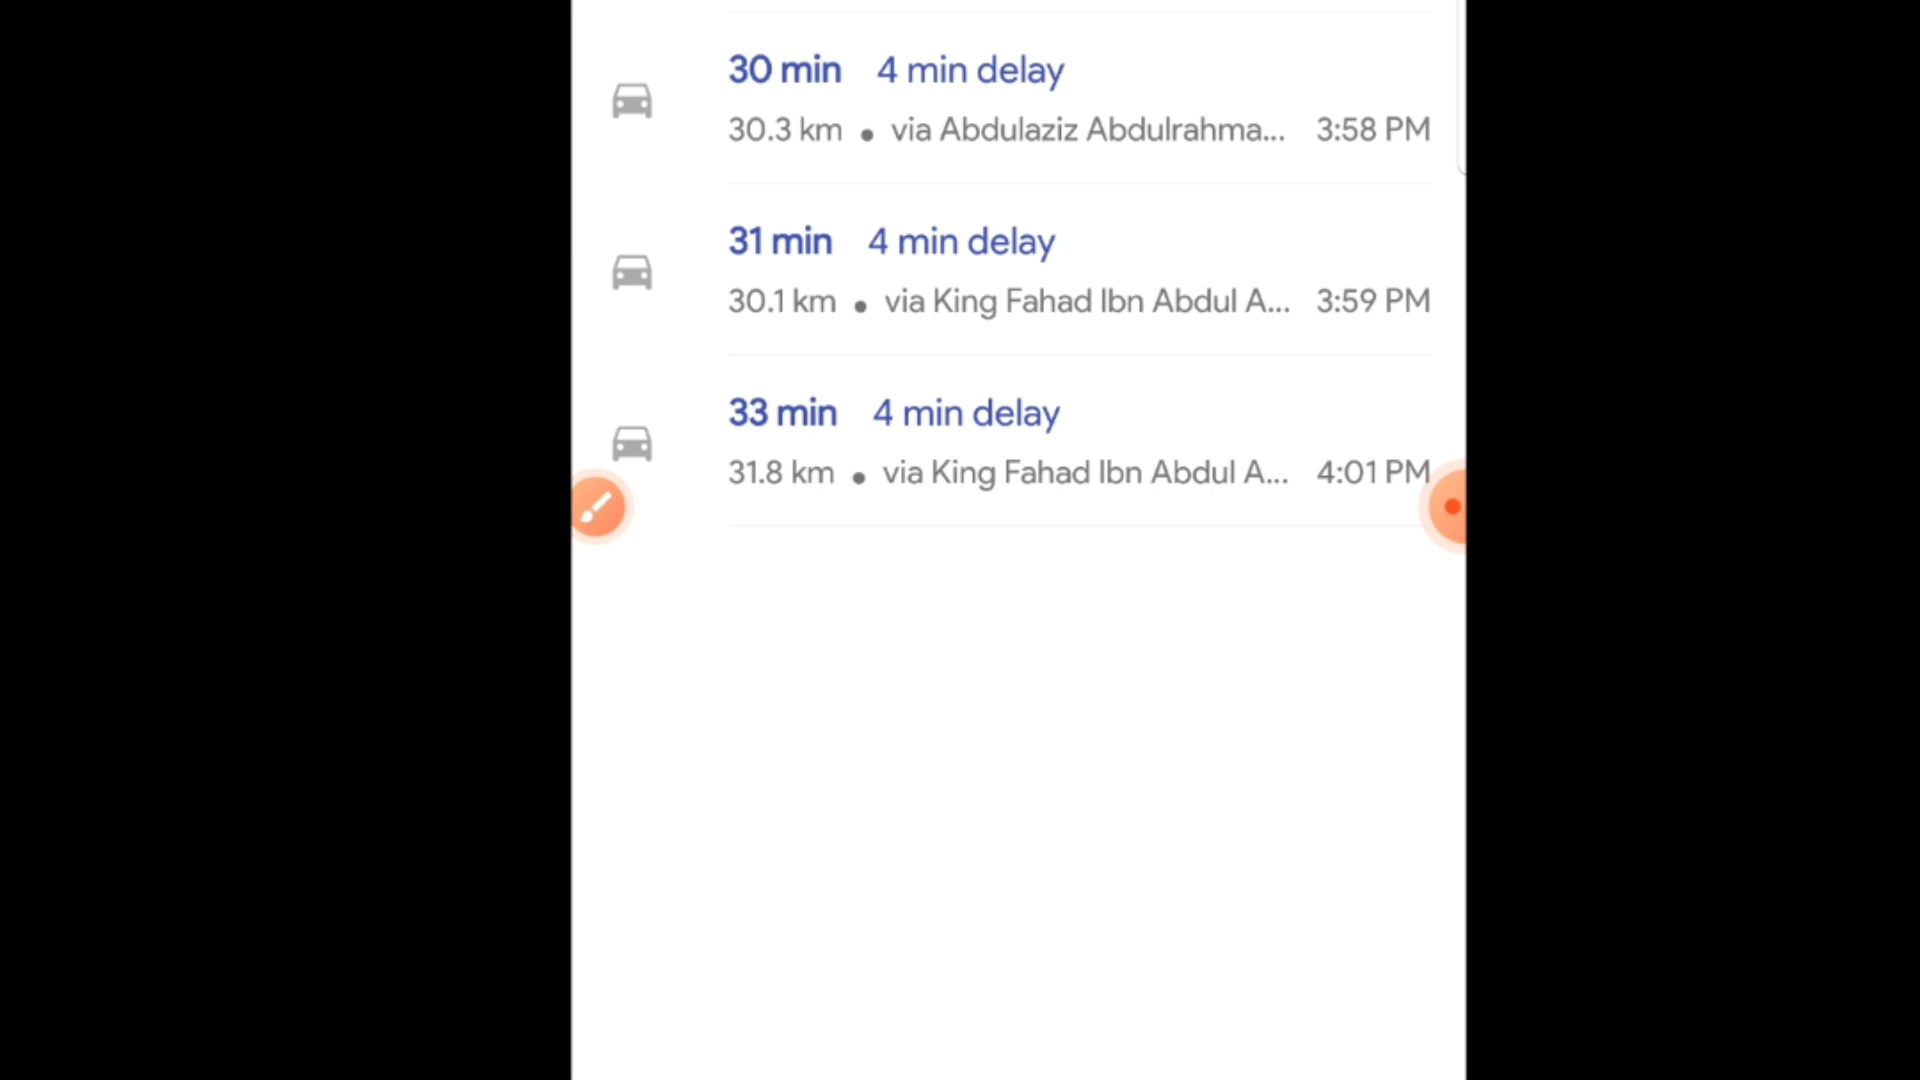 30 min 4 min delay
30.3 km • via Abdulaziz Abdulrahma... 3:58 PM
31 min 4 min delay
30.1 km • via King Fahad Ibn Abdul A... 3:59 PM
33 min 4 min delay
31.8 km • via King Fahad Ibn Abdul A... 4:01 PM